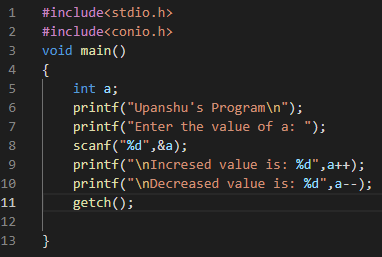 1 #include<stdio.h>
2 #include<conio.h>
3 void main()
4 {
5     int a;
6     printf("Upanshu's Program\n");
7     printf("Enter the value of a: ");
8     scanf("%d",&a);
9     printf("\nIncresed value is: %d",a++);
10     printf("\nDecreased value is: %d",a--);
11     getch();
12
13 }